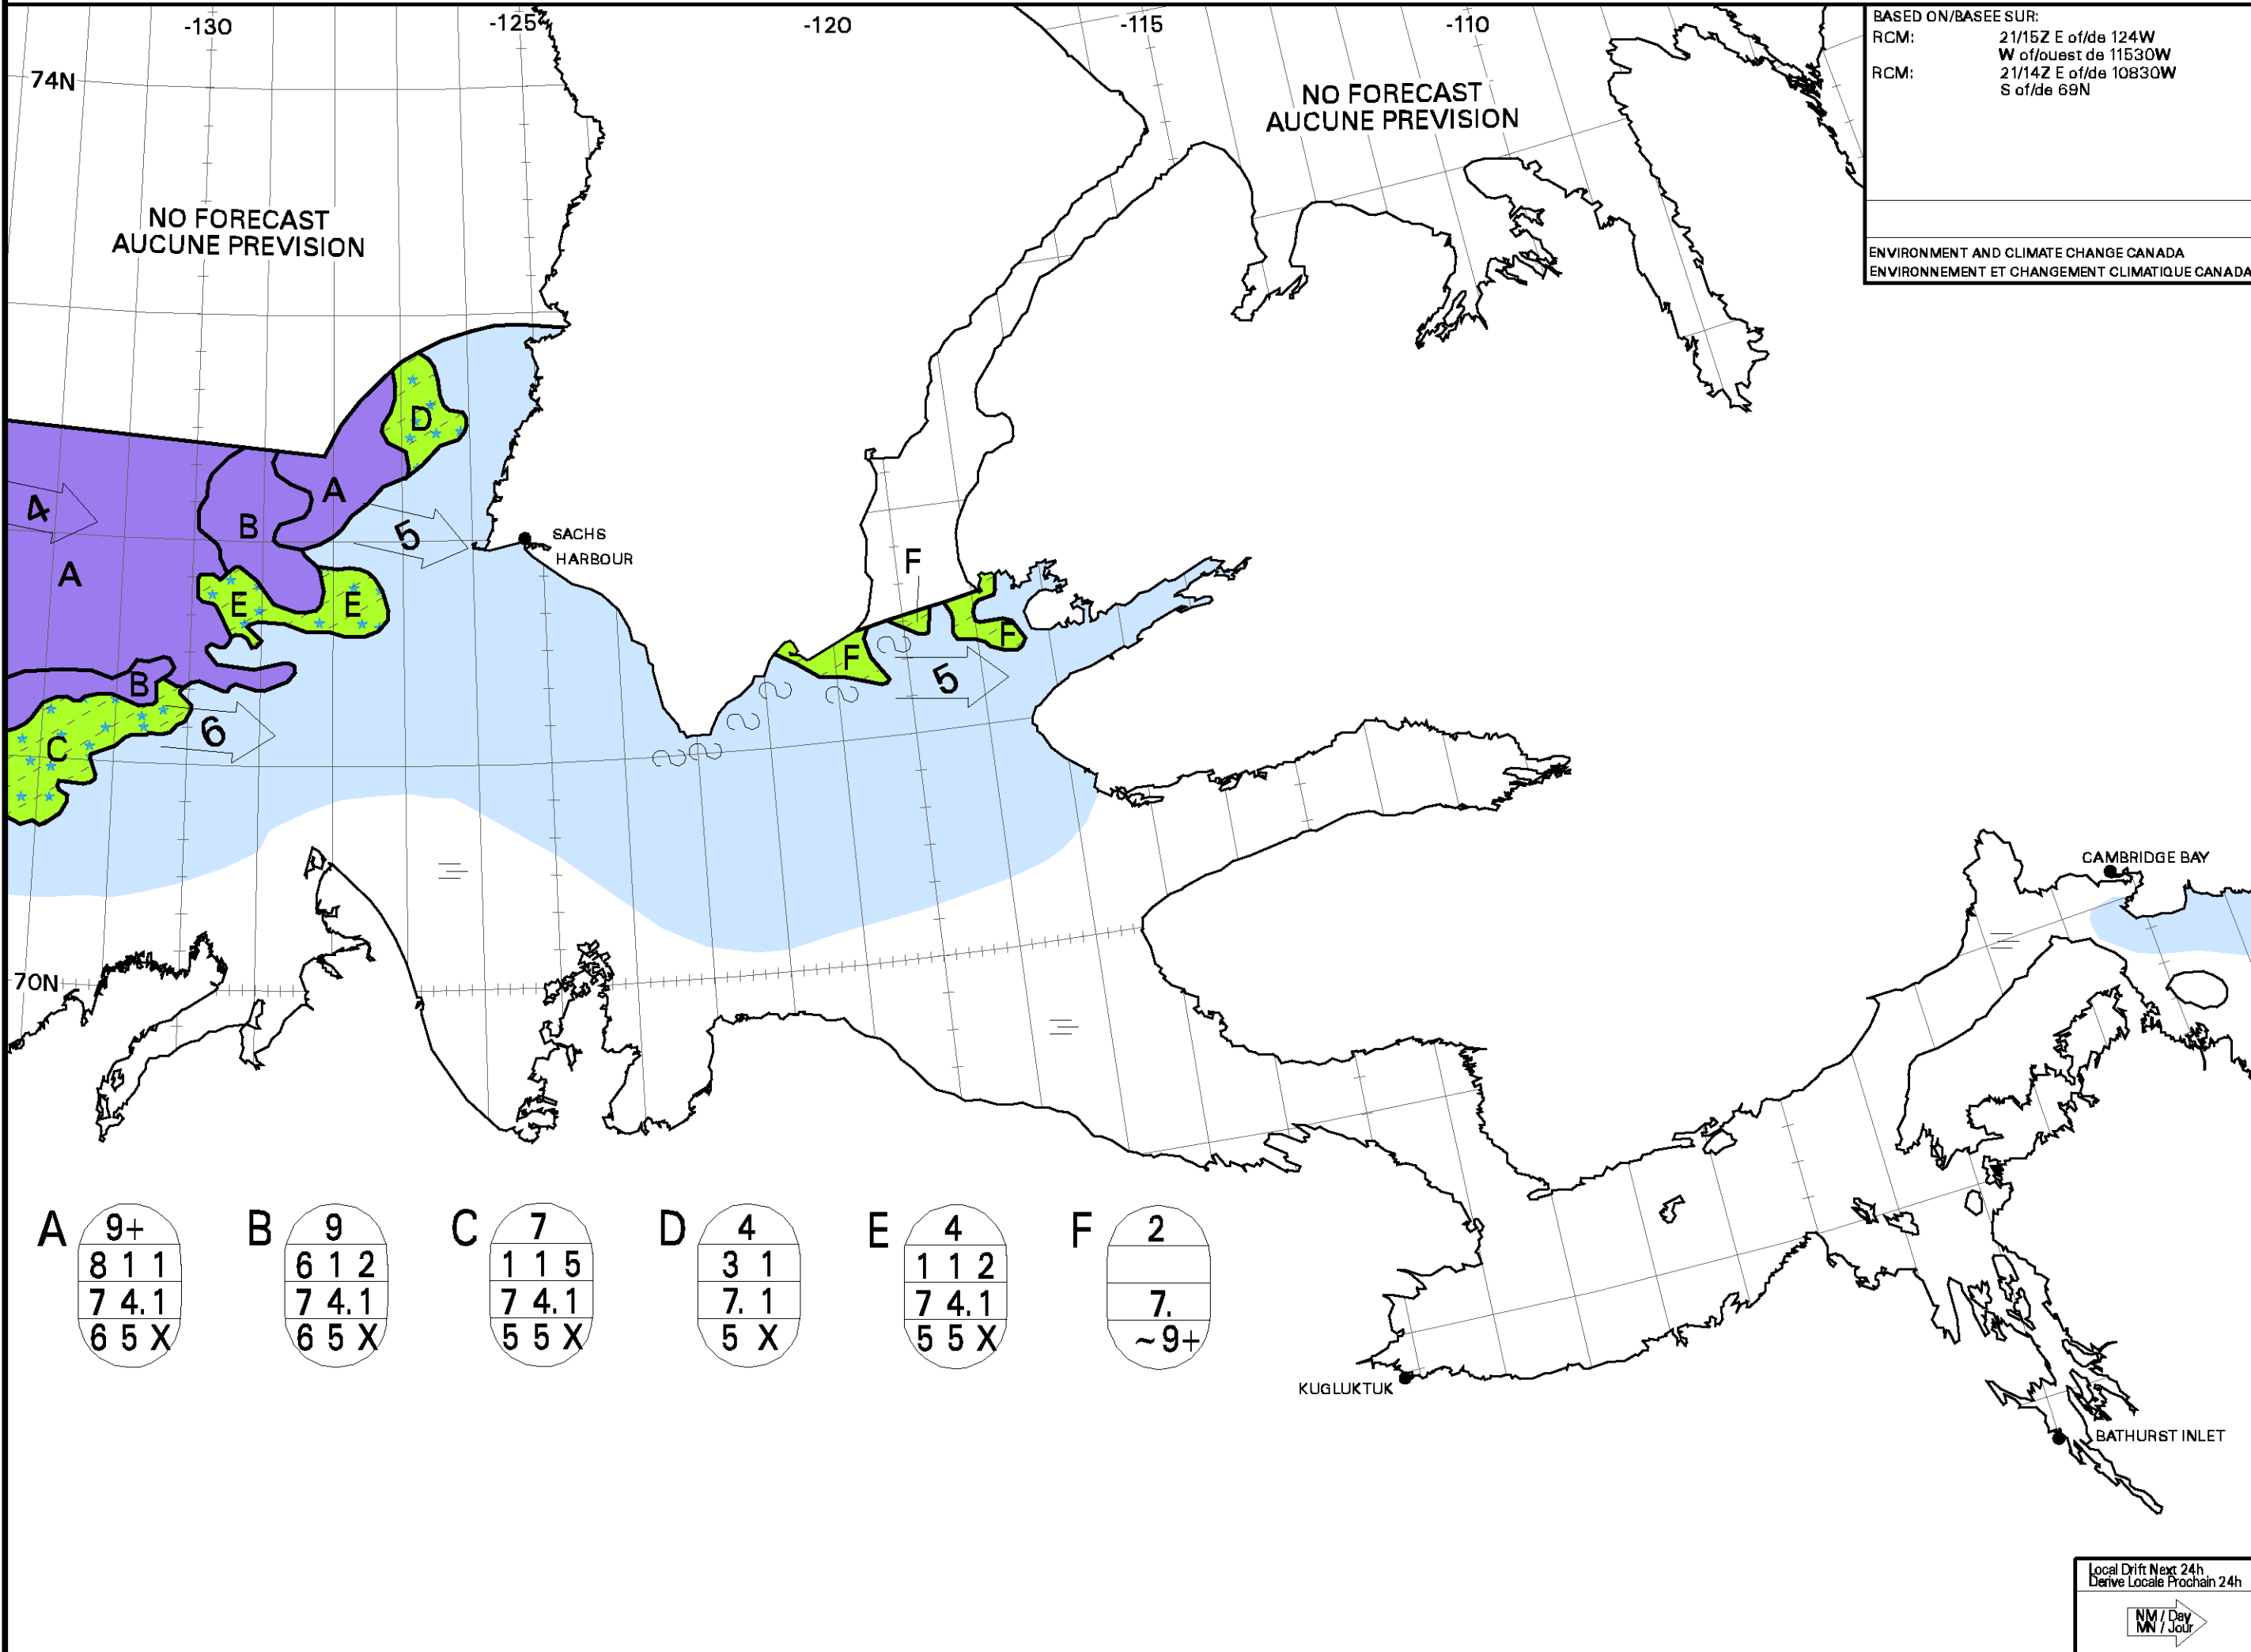 -130
-125
-120
-115
-110
74N
70N
BASED ON/BASEE SUR:
RCM: 21/15Z E of/de 124W
W of/ouest de 11530W
RCM: 21/14Z E of/de 10830W
S of/de 69N
ENVIRONMENT AND CLIMATE CHANGE CANADA
ENVIRONNEMENT ET CHANGEMENT CLIMATIQUE CANADA
NO FORECAST
AUCUNE PREVISION
NO FORECAST
AUCUNE PREVISION
D
A
4
B
5
A
E
E
B
6
C
SACHS
HARBOUR
F
F
F
5
CAMBRIDGE BAY
KUGLUKTUK
BATHURST INLET
A
9+
8 1 1
7 4. 1
6 5 X
B
9
6 1 2
7 4. 1
6 5 X
C
7
1 1 5
7 4. 1
5 5 X
D
4
3 1
7. 1
5 X
E
4
1 1 2
7 4. 1
5 5 X
F
2
7.
~9+
Local Drift Next 24h
Derive Locale Prochain 24h
NM / Day
MN / Jour